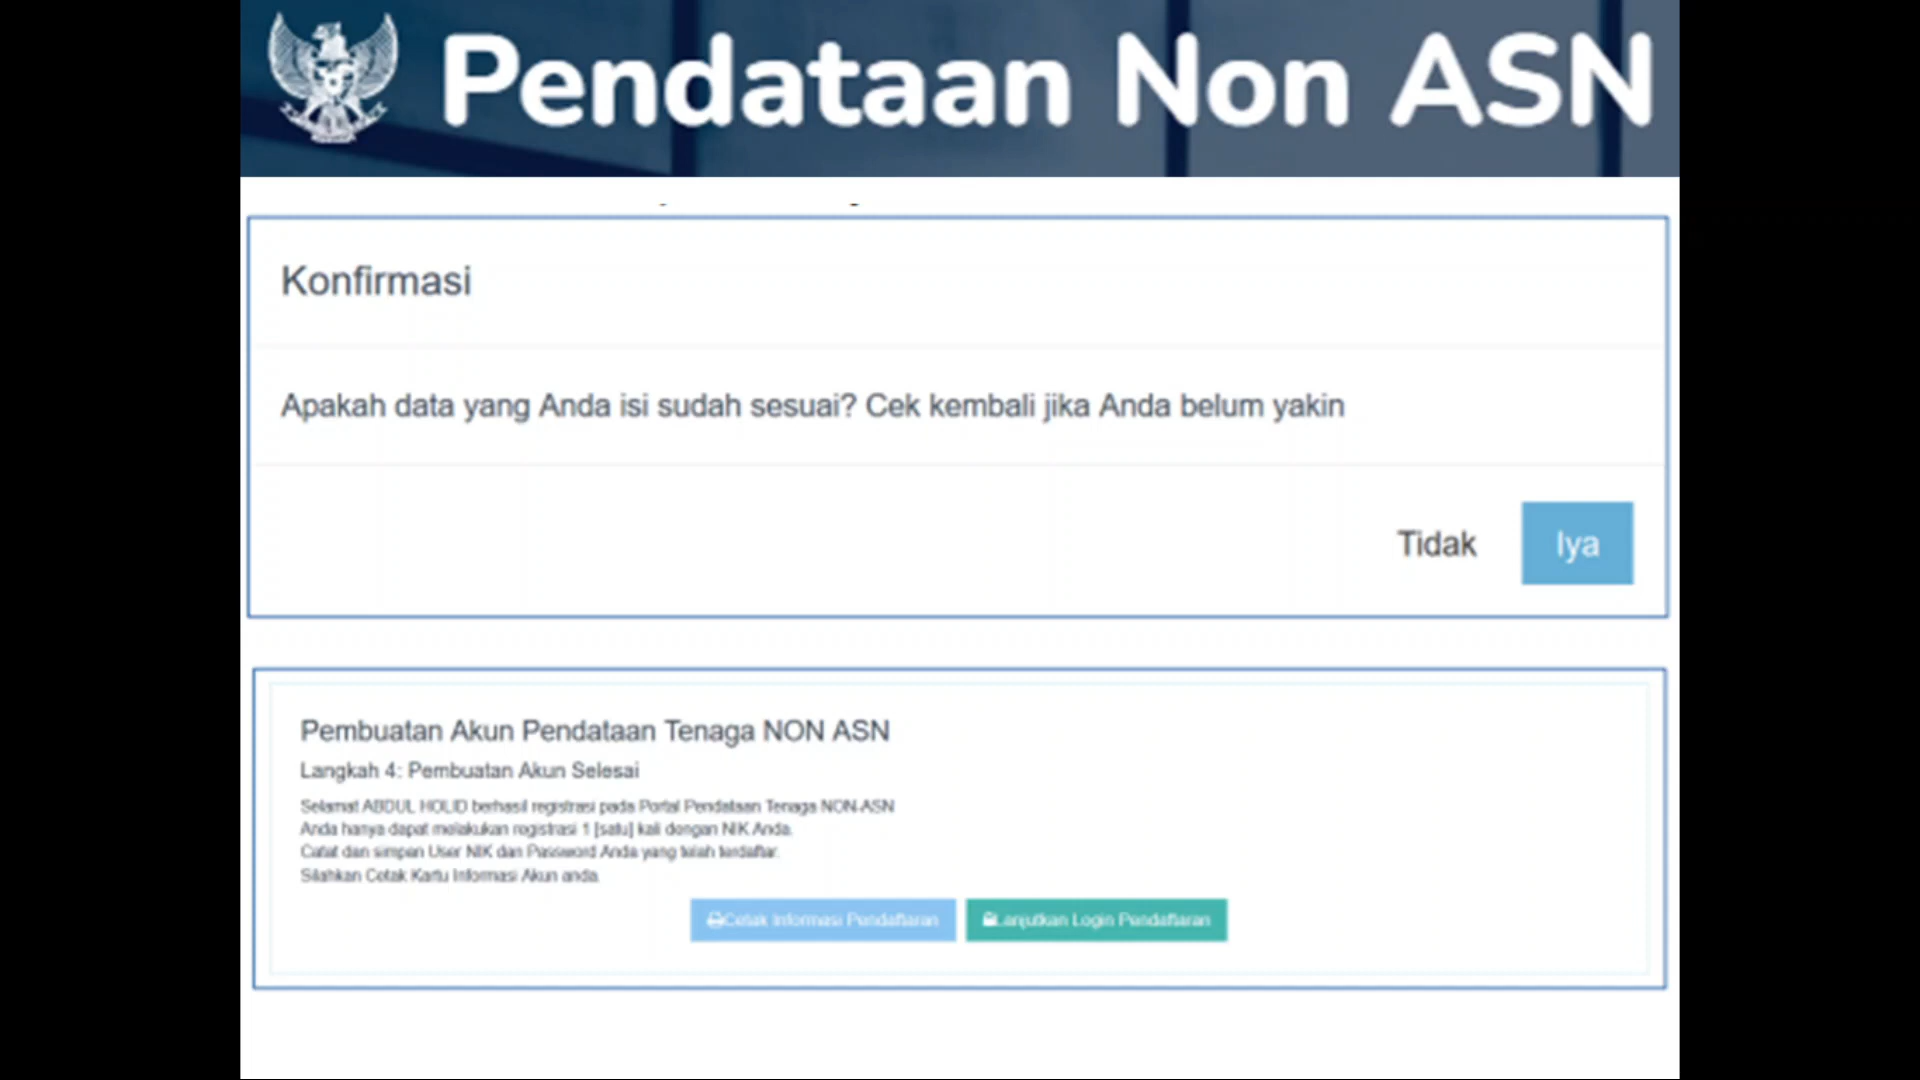 Pendataan Non ASN
Konfirmasi
Apakah data yang Anda isi sudah sesuai? Cek kembali jika Anda belum yakin
Tidak
Iya
Pembuatan Akun Pendataan Tenaga NON ASN
Langkah 4: Pembuatan Akun Selesai
Selamat ABDUL HOLID berhasil registrasi pada Portal Pendataan Tenaga NON-ASN
Anda hanya dapat melakukan registrasi 1 [satu] kali dengan NIK Anda.
Catat dan simpan User NIK dan Password Anda yang telah terdaftar.
Silahkan Cetak Kartu Informasi Akun anda.
Cetak Informasi Pendaftaran
Lanjutkan Login Pendaftaran